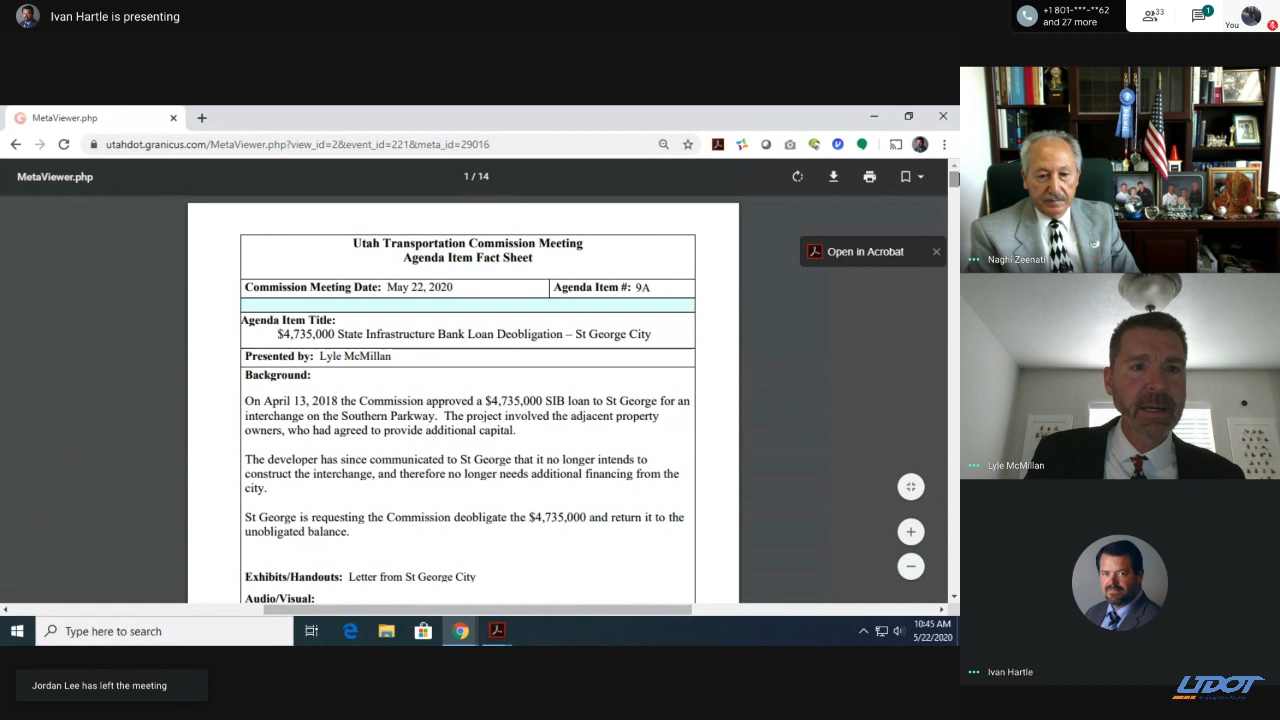 Ivan Hartle is presenting
+1 801-***-**62
and 27 more
33
1
You
MetaViewer.php
utahdot.granicus.com/MetaViewer.php?view_id=2&event_id=221&meta_id=29016
MetaViewer.php
1 / 14
Open in Acrobat
Utah Transportation Commission Meeting
Agenda Item Fact Sheet
Commission Meeting Date: May 22, 2020
Agenda Item #: 9A
Agenda Item Title:
$4,735,000 State Infrastructure Bank Loan Deobligation – St George City
Presented by: Lyle McMillan
Background:
On April 13, 2018 the Commission approved a $4,735,000 SIB loan to St George for an
interchange on the Southern Parkway. The project involved the adjacent property
owners, who had agreed to provide additional capital.
The developer has since communicated to St George that it no longer intends to
construct the interchange, and therefore no longer needs additional financing from the
city.
St George is requesting the Commission deobligate the $4,735,000 and return it to the
unobligated balance.
Exhibits/Handouts: Letter from St George City
Audio/Visual:
Type here to search
10:45 AM
5/22/2020
Jordan Lee has left the meeting
Naghi Zeenati
Lyle McMillan
Ivan Hartle
UDOT